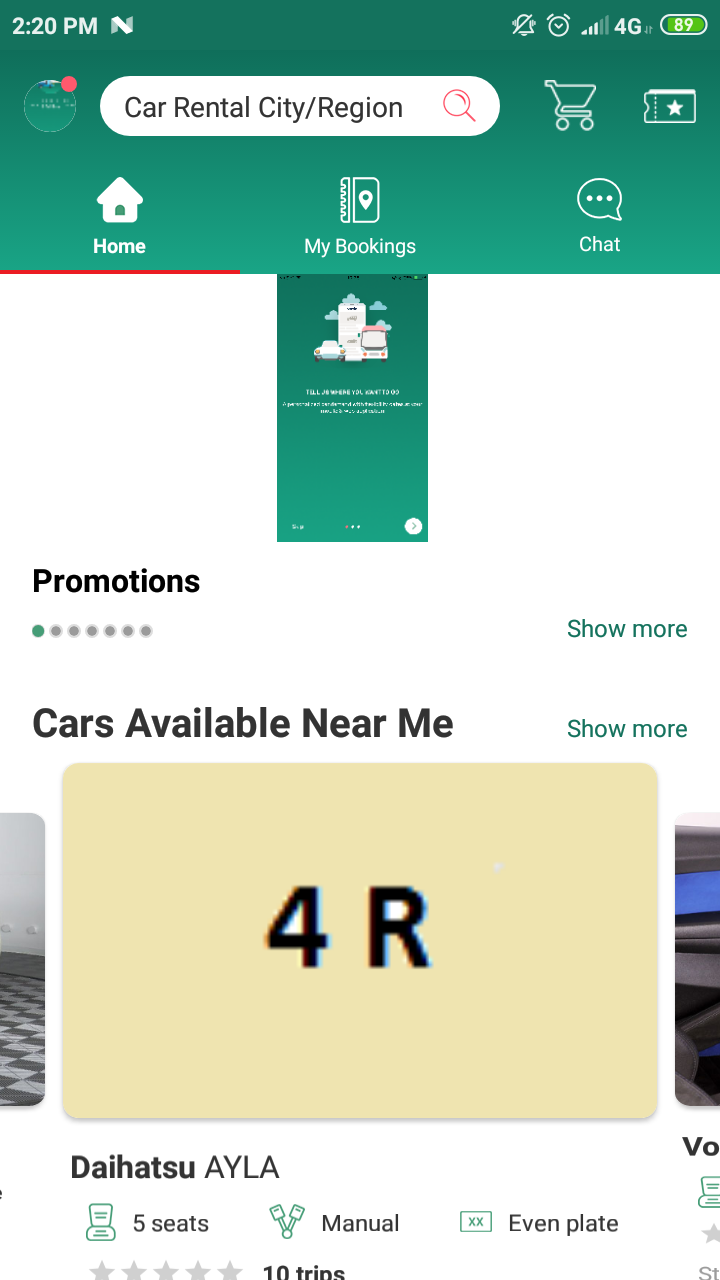 2:20 PM 4G 89
Car Rental City/Region
Home
My Bookings
Chat
TELL US WHERE YOU WANT TO GO
Promotions
Show more
Cars Available Near Me
Show more
4 R
Daihatsu AYLA
Vo
5 seats
Manual
XX
Even plate
10 trips
St